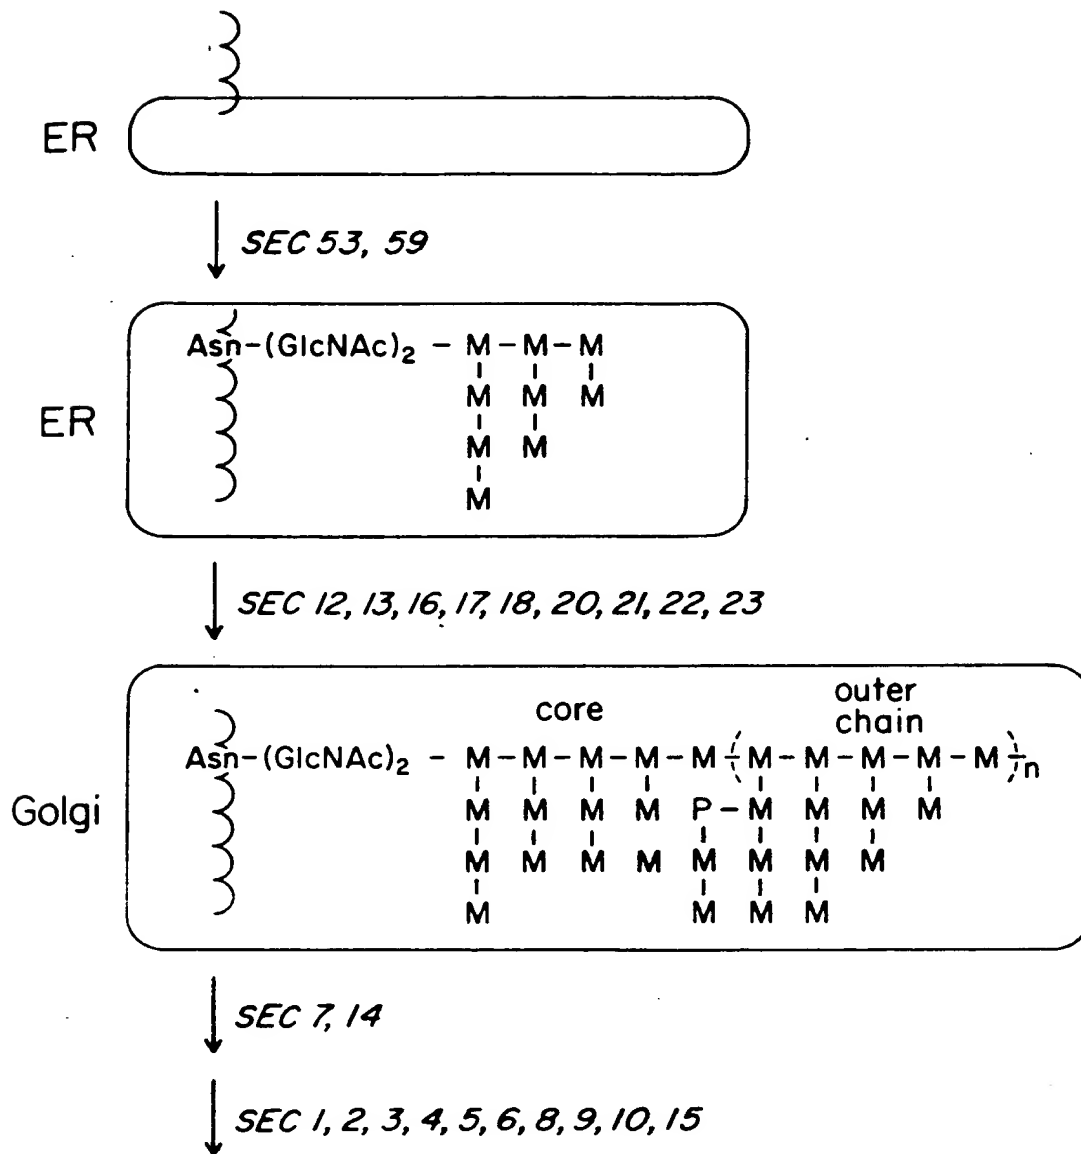 ER
SEC 53, 59
ER
Asn-(GlcNAc)2 - M - M - M
M M M
M M
M
SEC 12, 13, 16, 17, 18, 20, 21, 22, 23
core
outer
chain
Golgi
Asn-(GlcNAc)2 - M - M - M - M - M ( M - M - M - M - M )n
M M M M P - M M M M
M M M M M M M M
M M M M
SEC 7, 14
SEC 1, 2, 3, 4, 5, 6, 8, 9, 10, 15